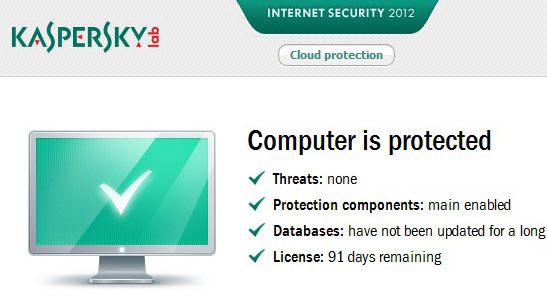 KASPERSKY lab
INTERNET SECURITY 2012
Cloud protection
Computer is protected
Threats: none
Protection components: main enabled
Databases: have not been updated for a long
License: 91 days remaining